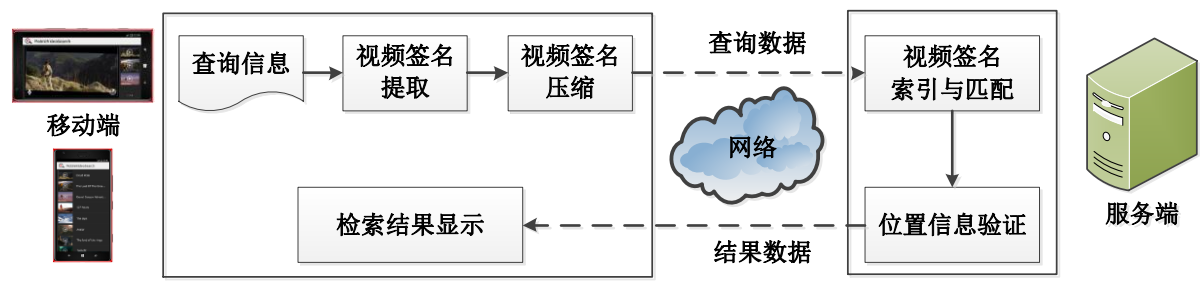 查询信息
视频签名
提取
视频签名
压缩
查询数据
视频签名
索引与匹配
移动端
网络
服务端
检索结果显示
结果数据
位置信息验证